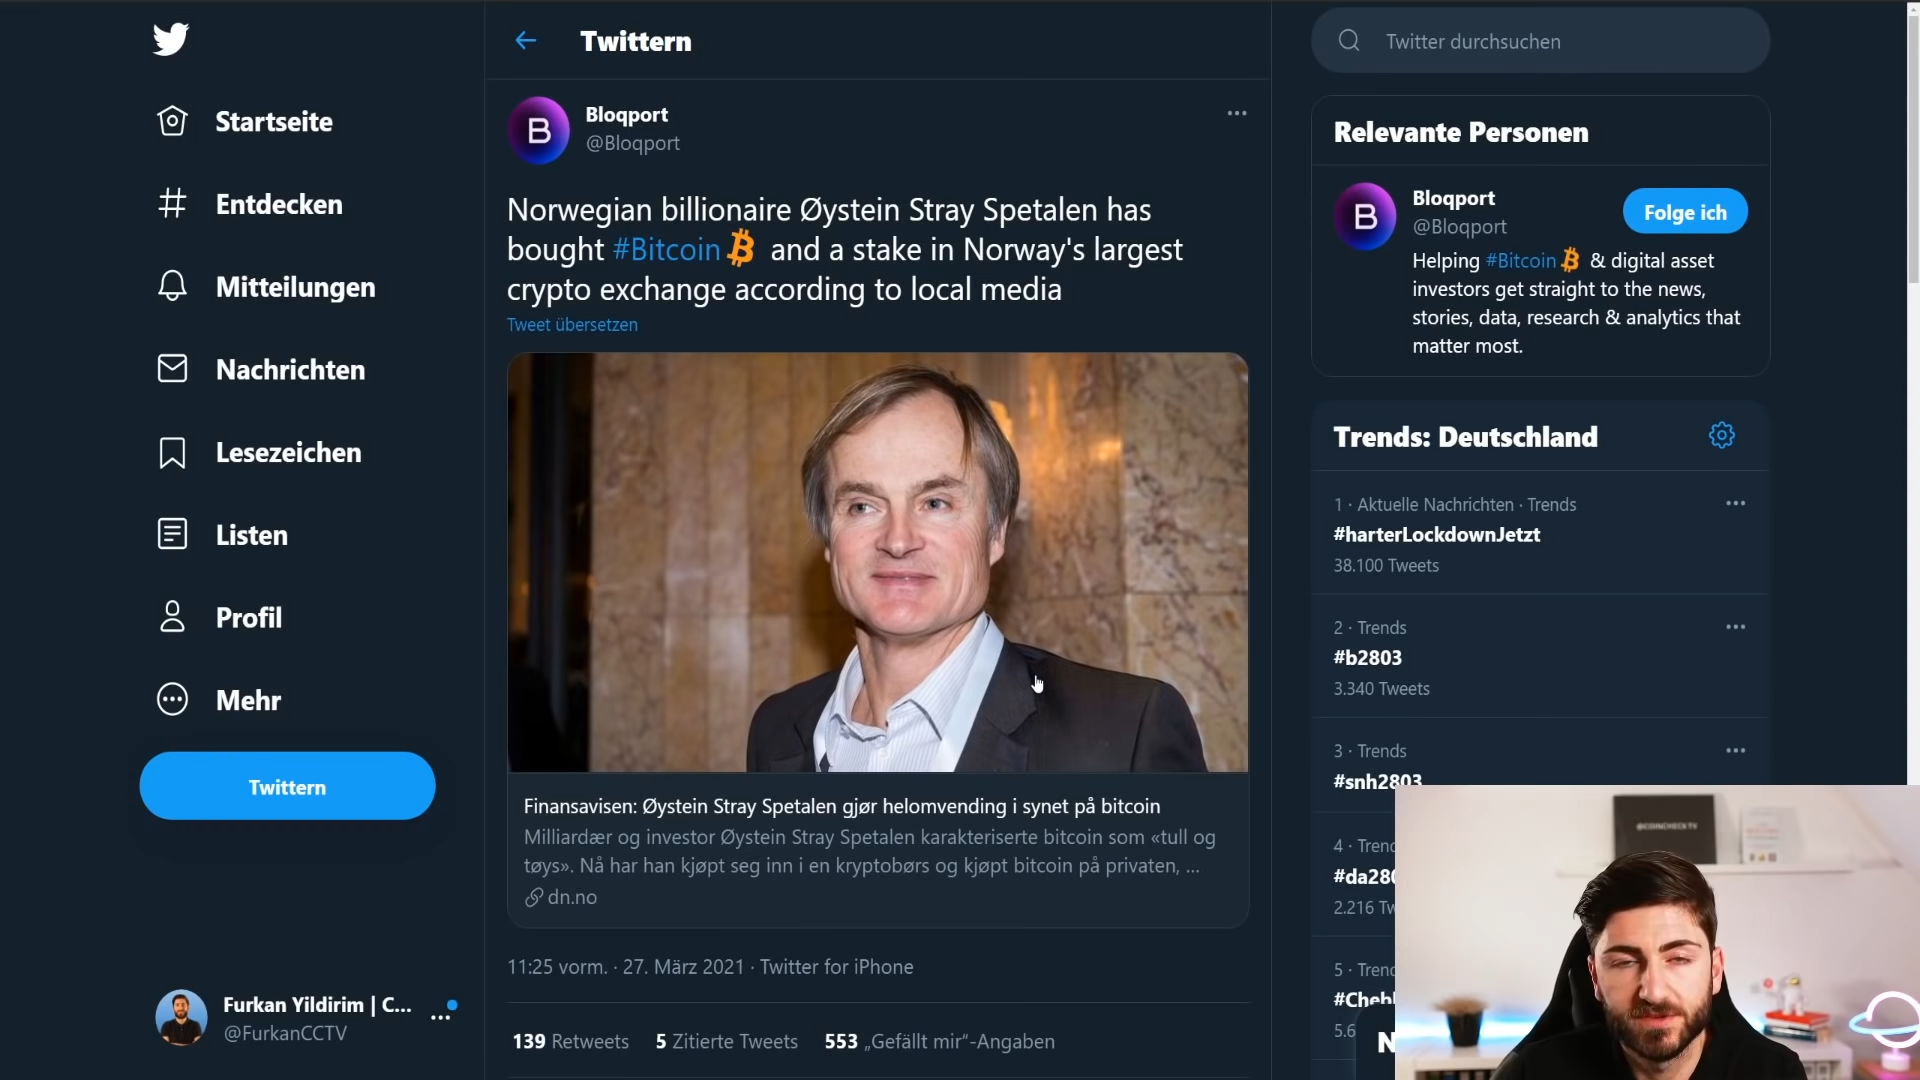 Startseite
Entdecken
Mitteilungen
Nachrichten
Lesezeichen
Listen
Profil
Mehr
Twittern
Furkan Yildirim | C...
@FurkanCCTV
Twittern
Bloqport
@Bloqport
Norwegian billionaire Øystein Stray Spetalen has
bought #Bitcoin and a stake in Norway's largest
crypto exchange according to local media
Tweet übersetzen
Finansavisen: Øystein Stray Spetalen gjør helomvending i synet på bitcoin
Milliardær og investor Øystein Stray Spetalen karakteriserte bitcoin som «tull og
tøys». Nå har han kjøpt seg inn i en kryptobørs og kjøpt bitcoin på privaten, ...
dn.no
11:25 vorm. · 27. März 2021 · Twitter for iPhone
139 Retweets 5 Zitierte Tweets 553 „Gefällt mir“-Angaben
Twitter durchsuchen
Relevante Personen
Bloqport
@Bloqport
Folge ich
Helping #Bitcoin & digital asset
investors get straight to the news,
stories, data, research & analytics that
matter most.
Trends: Deutschland
1 · Aktuelle Nachrichten · Trends
#harterLockdownJetzt
38.100 Tweets
2 · Trends
#b2803
3.340 Tweets
3 · Trends
#snh2803
4 ·
2.216
5 ·
@COINCHECKTV